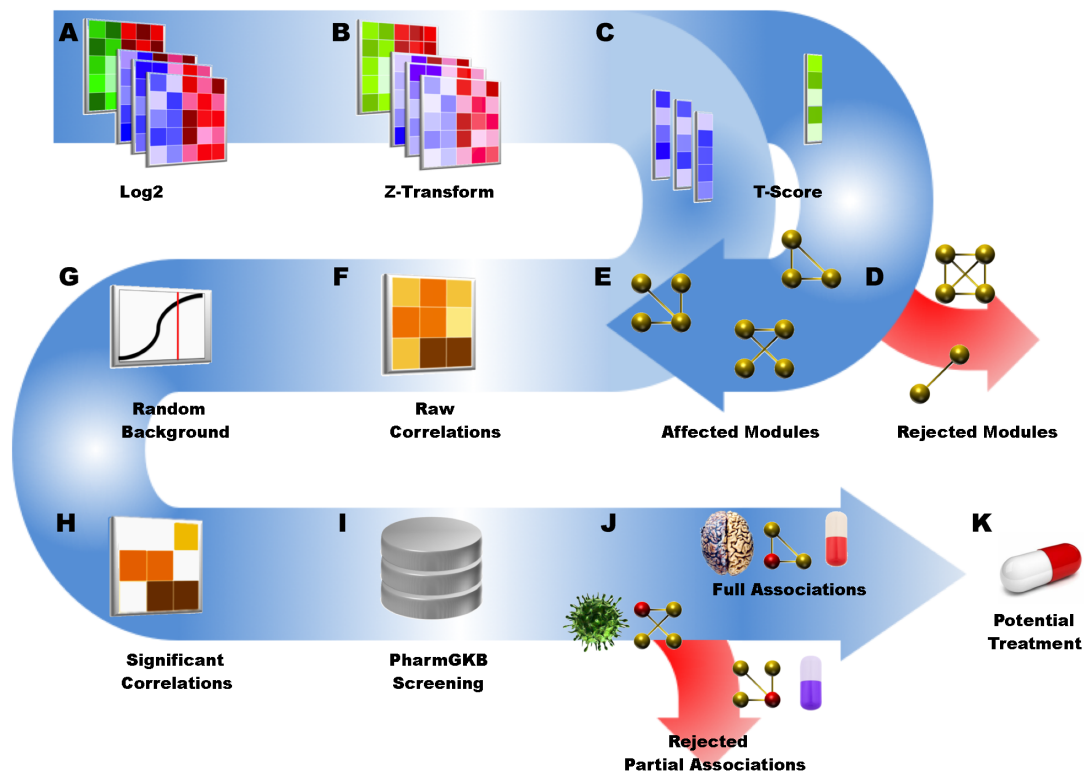 A
B
C
Log2
Z-Transform
T-Score
G
F
E
D
Random
Background
Raw
Correlations
Affected Modules
Rejected Modules
H
I
J
K
Full Associations
Potential
Treatment
Significant
Correlations
PharmGKB
Screening
Rejected
Partial Associations